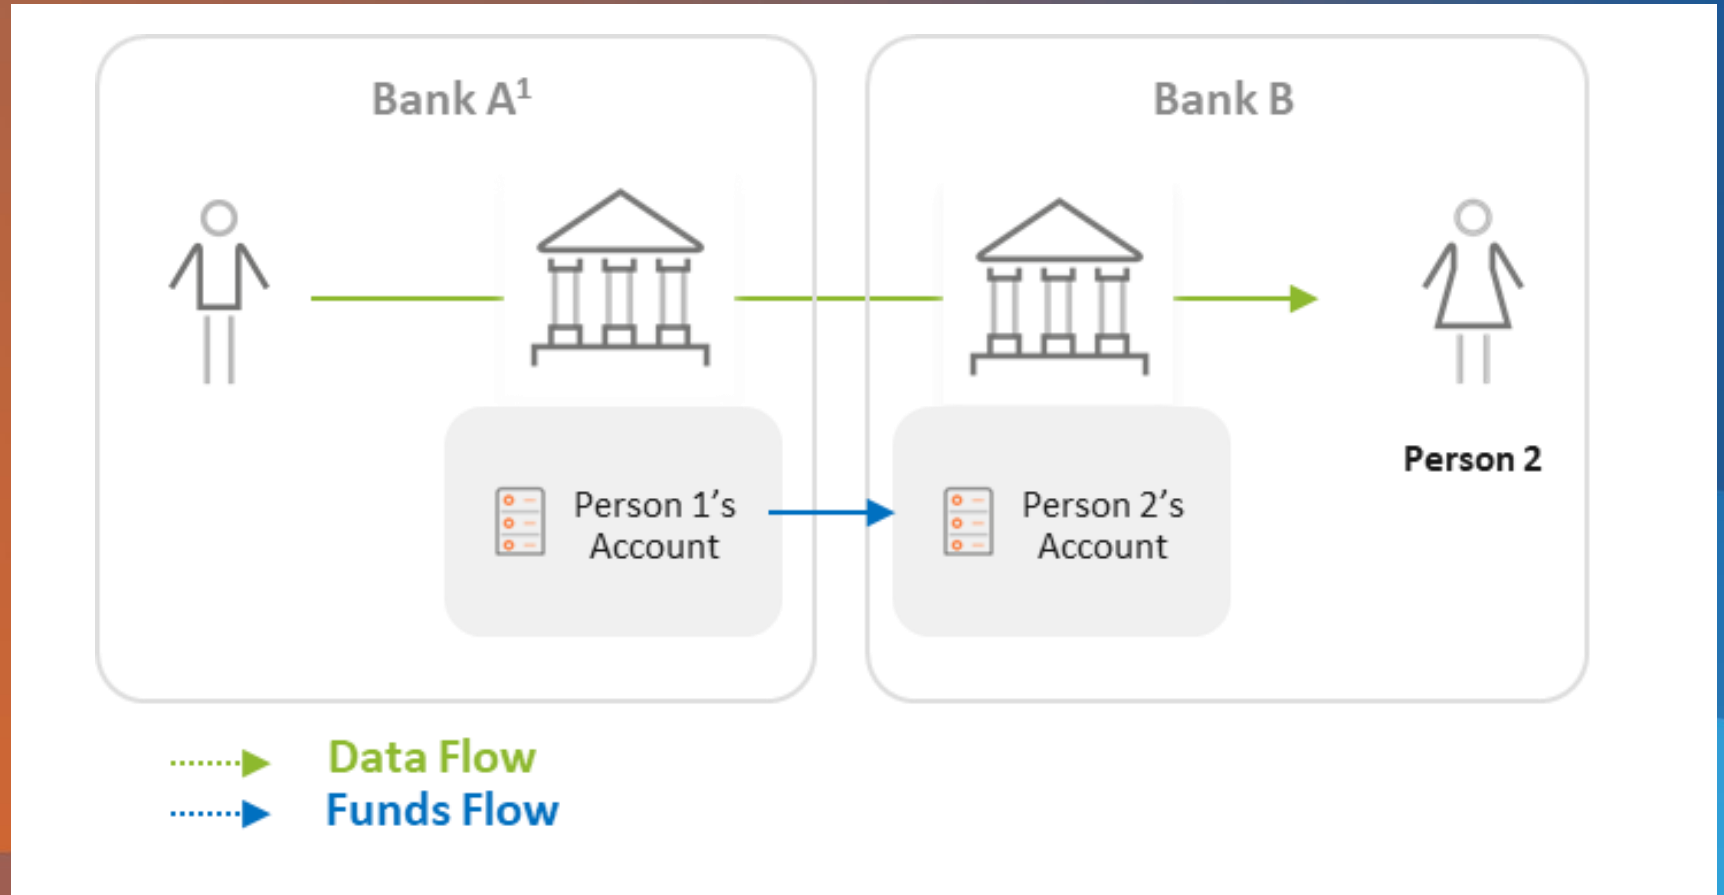 Bank A¹
Bank B
Person 2
Person 1’s
Account
Person 2’s
Account
Data Flow
Funds Flow